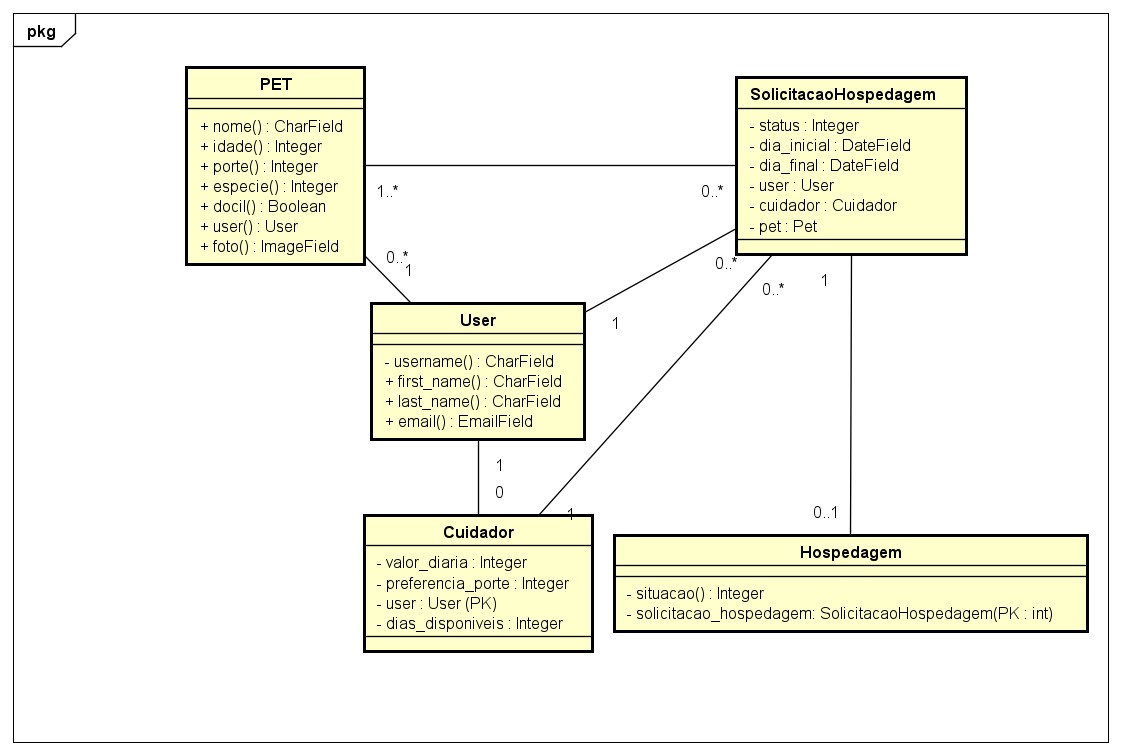 pkg
PET
+ nome() : CharField
+ idade() : Integer
+ porte() : Integer
+ especie() : Integer
+ docil() : Boolean
+ user() : User
+ foto() : ImageField
SolicitacaoHospedagem
- status : Integer
- dia_inicial : DateField
- dia_final : DateField
- user : User
- cuidador : Cuidador
- pet : Pet
1..*
0..*
0..*
1
0..*
1
0..*
1
1
User
- username() : CharField
+ first_name() : CharField
+ last_name() : CharField
+ email() : EmailField
1
0
0..1
Cuidador
- valor_diaria : Integer
- preferencia_porte : Integer
- user : User (PK)
- dias_disponiveis : Integer
Hospedagem
- situacao() : Integer
- solicitacao_hospedagem: SolicitacaoHospedagem(PK : int)